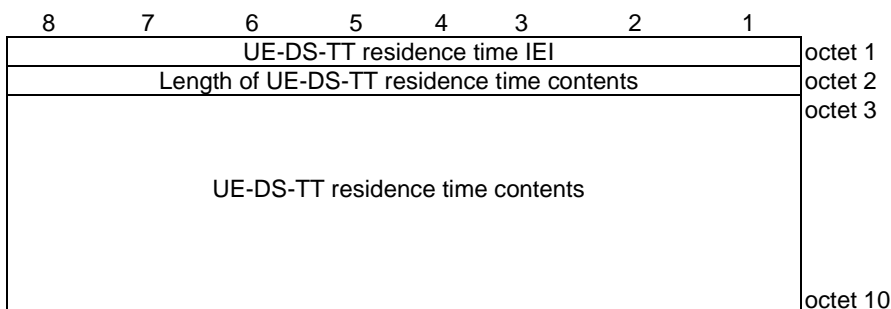 8 7 6 5 4 3 2 1
UE-DS-TT residence time IEI octet 1
Length of UE-DS-TT residence time contents octet 2
octet 3
UE-DS-TT residence time contents
octet 10